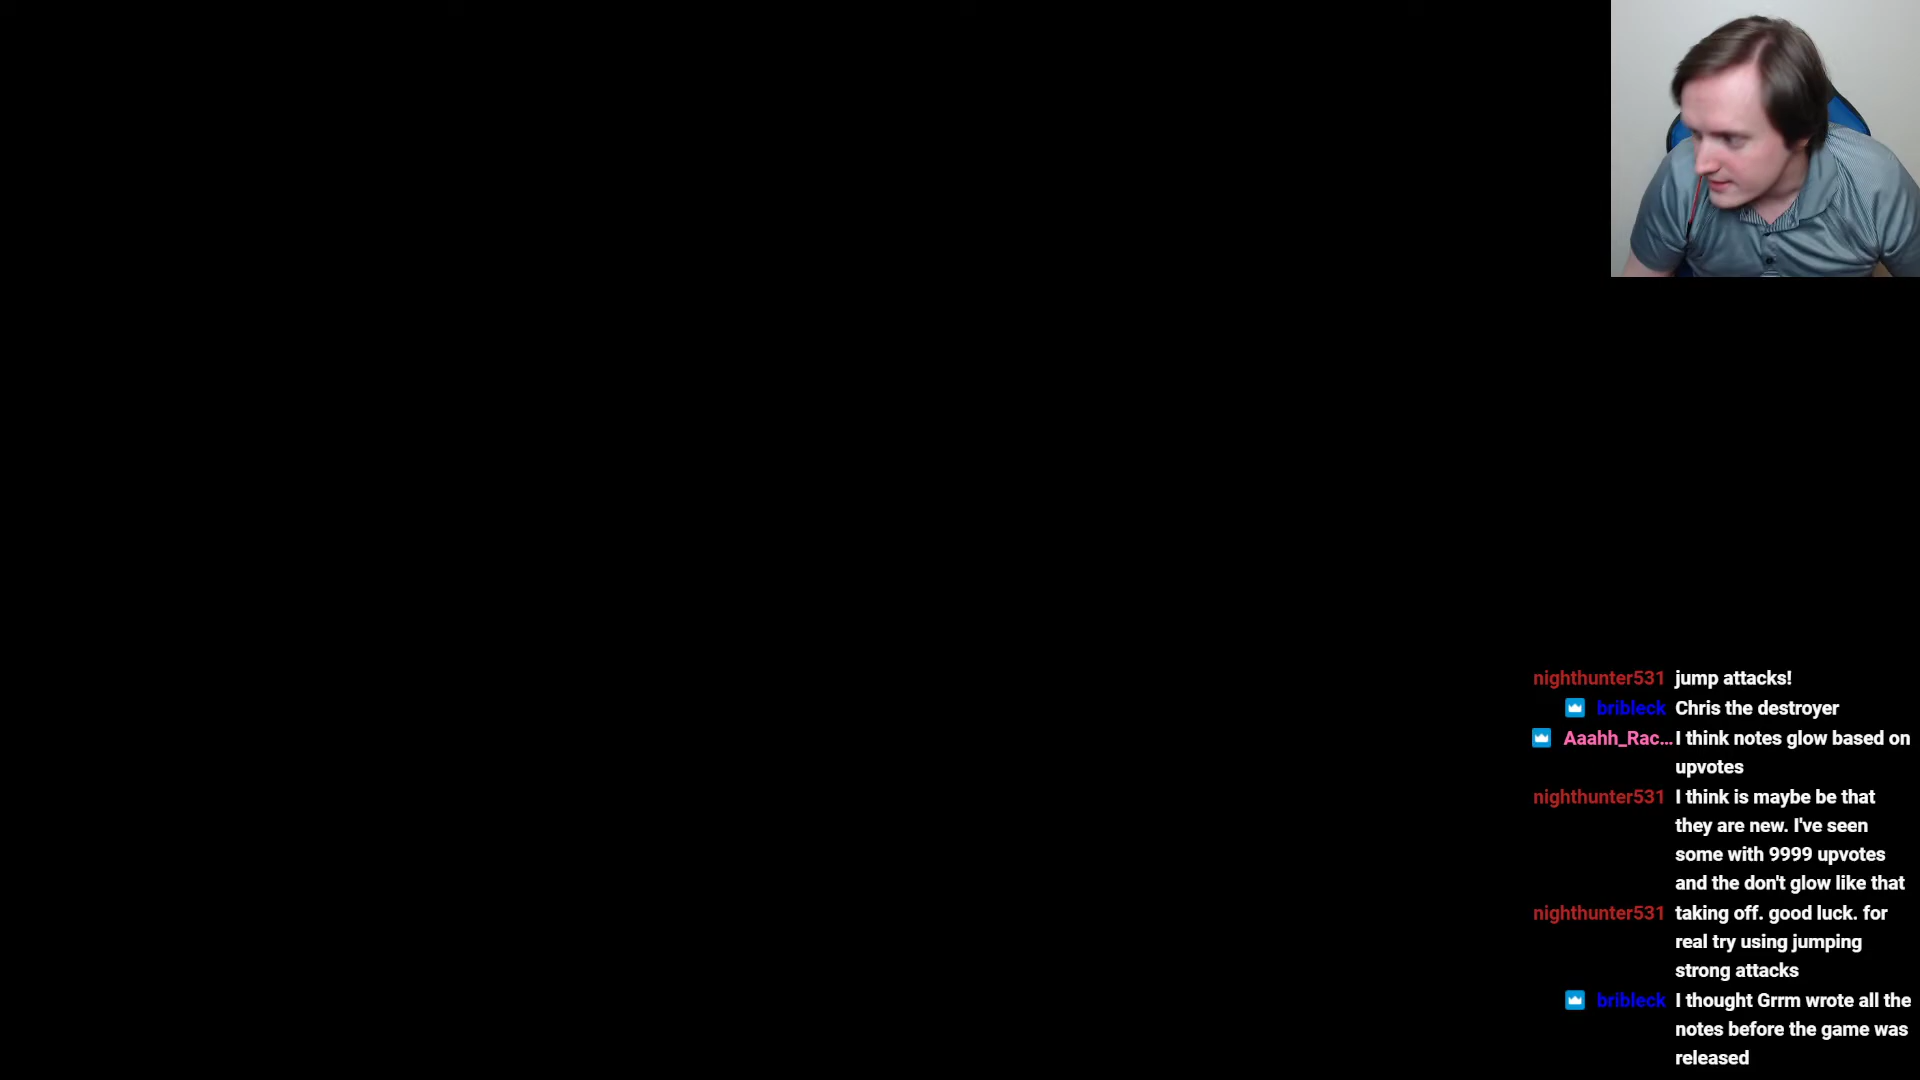 nighthunter531 jump attacks!
bribleck Chris the destroyer
Aaahh_Rac... I think notes glow based on
upvotes
nighthunter531 I think is maybe be that
they are new. I've seen
some with 9999 upvotes
and the don't glow like that
nighthunter531 taking off. good luck. for
real try using jumping
strong attacks
bribleck I thought Grrm wrote all the
notes before the game was
released